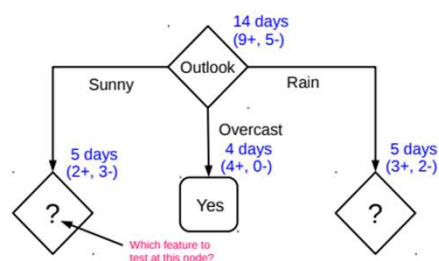 14 days
(9+, 5-)
Outlook
Sunny
Rain
Overcast
5 days
(2+, 3-)
4 days
(4+, 0-)
5 days
(3+, 2-)
?
Yes
?
Which feature to
test at this node?